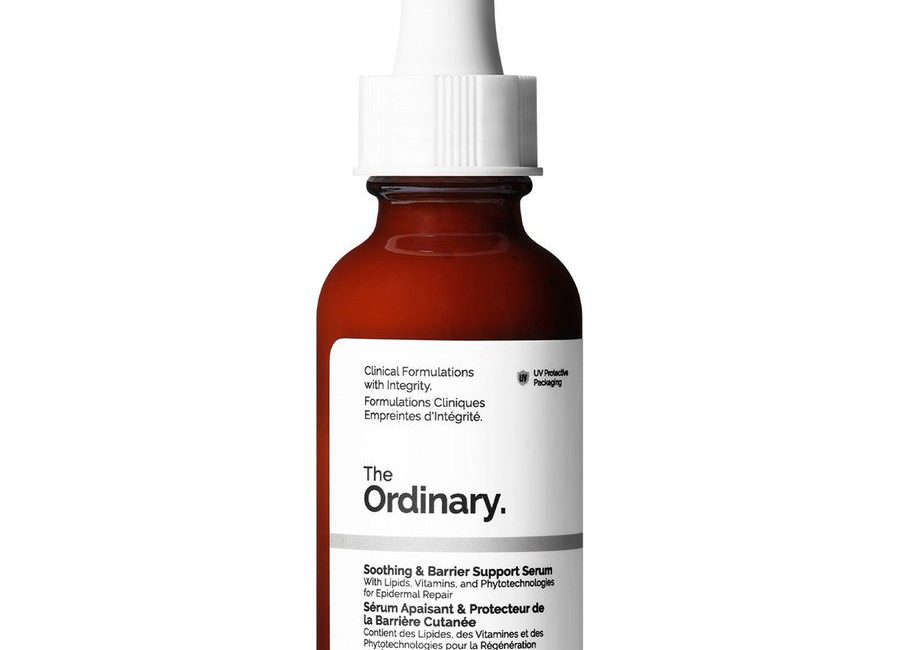 Clinical Formulations
with Integrity.
Formulations Cliniques
Empreintes d'Intégrité.
UV
UV Protective
Packaging
The
Ordinary.
Soothing & Barrier Support Serum
With Lipids, Vitamins, and Phytotechnologies
for Epidermal Repair
Sérum Apaisant & Protecteur de
la Barrière Cutanée
Contient des Lipides, des Vitamines et des
Phytotechnologies pour la Régénération